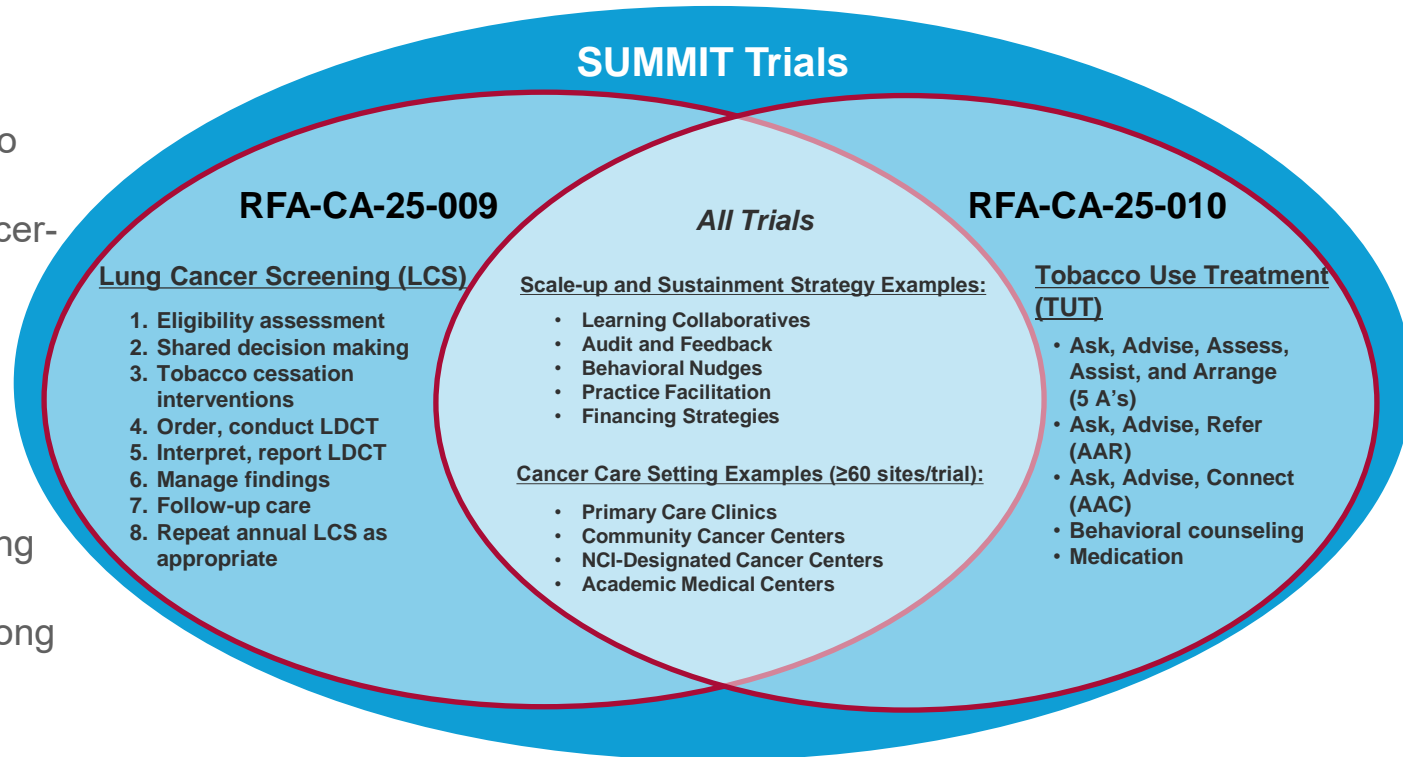 SUMMIT Trials
o
cer-
ng
ong
RFA-CA-25-009
Lung Cancer Screening (LCS)
1. Eligibility assessment
2. Shared decision making
3. Tobacco cessation
interventions
4. Order, conduct LDCT
5. Interpret, report LDCT
6. Manage findings
7. Follow-up care
8. Repeat annual LCS as
appropriate
All Trials
Scale-up and Sustainment Strategy Examples:
• Learning Collaboratives
• Audit and Feedback
• Behavioral Nudges
• Practice Facilitation
• Financing Strategies
Cancer Care Setting Examples (≥60 sites/trial):
• Primary Care Clinics
• Community Cancer Centers
• NCI-Designated Cancer Centers
• Academic Medical Centers
RFA-CA-25-010
Tobacco Use Treatment
(TUT)
• Ask, Advise, Assess,
Assist, and Arrange
(5 A's)
• Ask, Advise, Refer
(AAR)
• Ask, Advise, Connect
(AAC)
• Behavioral counseling
• Medication